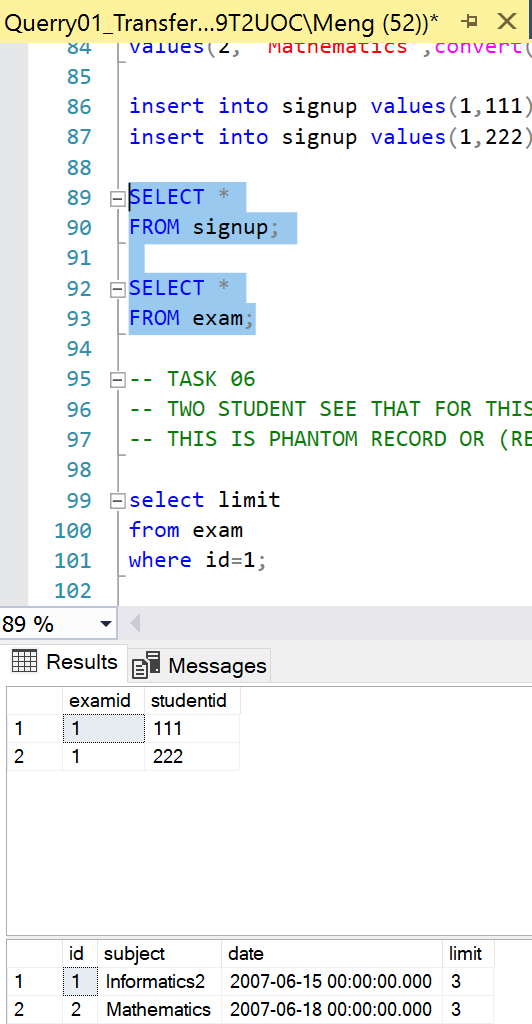 Querry01_Transfer...9T2UOC\Meng (52))*
84 values(2, "Mathematics",convert(
85
86 insert into signup values(1,111)
87 insert into signup values(1,222)
88
89 SELECT *
90 FROM signup;
91
92 SELECT *
93 FROM exam;
94
95 -- TASK 06
96 -- TWO STUDENT SEE THAT FOR THIS
97 -- THIS IS PHANTOM RECORD OR (RE
98
99 select limit
100 from exam
101 where id=1;
102
89 %
Results Messages
examid studentid
1 1 111
2 1 222
id subject date limit
1 1 Informatics2 2007-06-15 00:00:00.000 3
2 2 Mathematics 2007-06-18 00:00:00.000 3